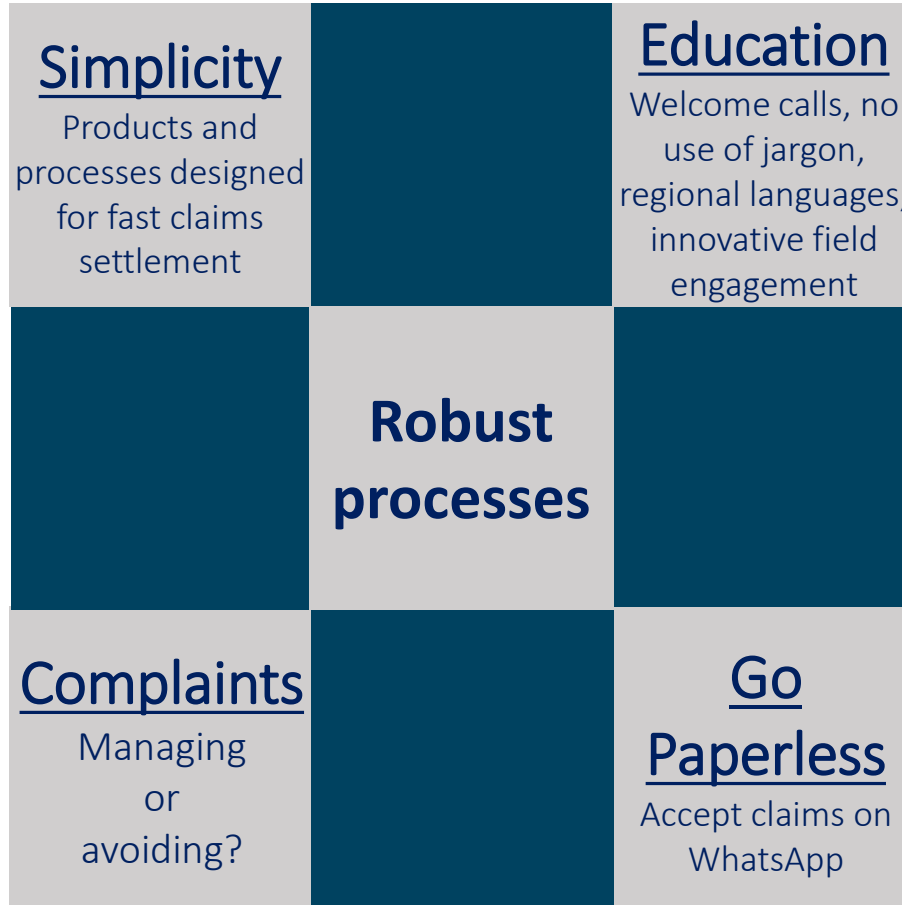 Simplicity
Products and
processes designed
for fast claims
settlement
Education
Welcome calls, no
use of jargon,
regional languages,
innovative field
engagement
Robust
processes
Complaints
Managing
or
avoiding?
Go
Paperless
Accept claims on
WhatsApp